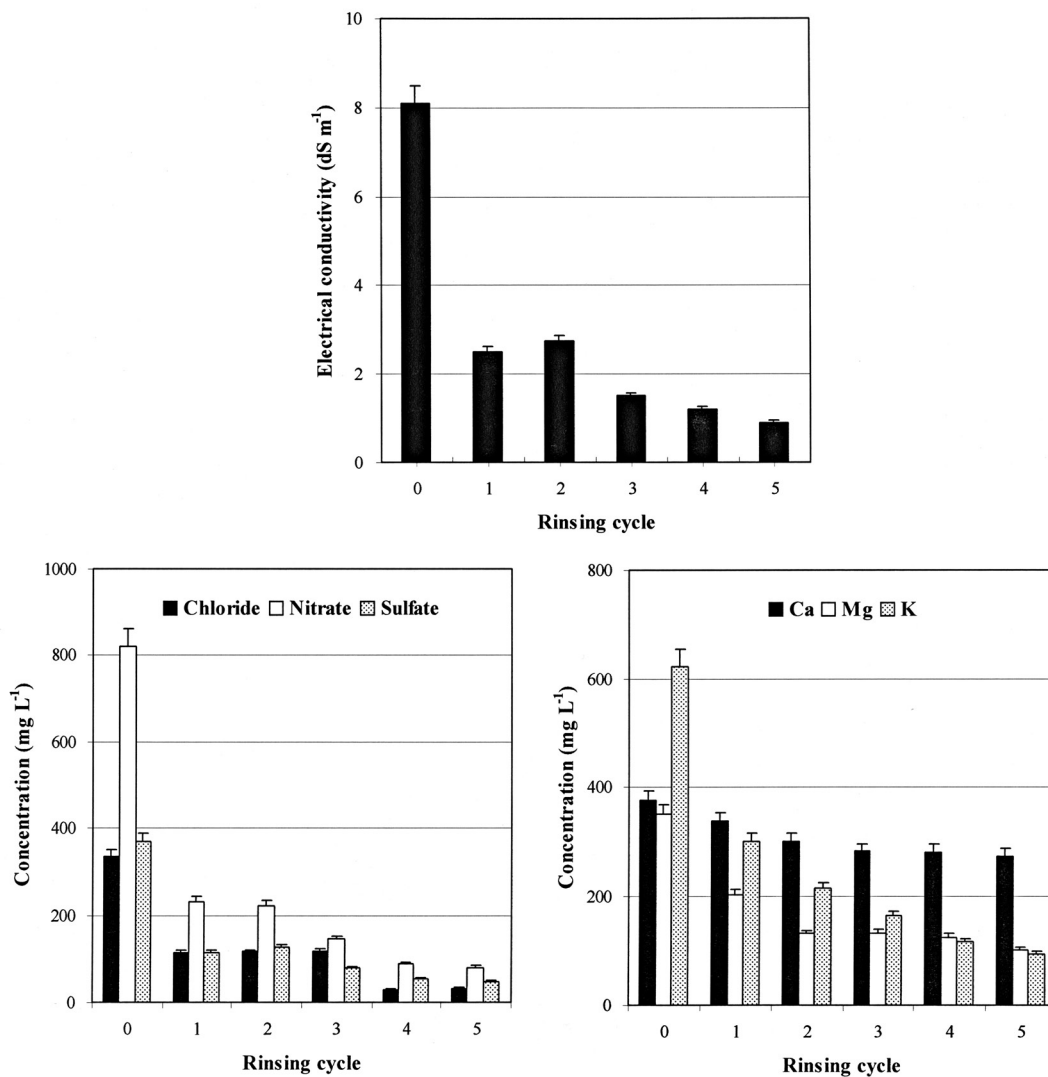 10
8
6
4
2
0
Electrical conductivity (dS m⁻¹)
0 1 2 3 4 5
Rinsing cycle
1000
800
600
400
200
0
Concentration (mg L⁻¹)
Chloride Nitrate Sulfate
0 1 2 3 4 5
Rinsing cycle
800
600
400
200
0
Concentration (mg L⁻¹)
Ca Mg K
0 1 2 3 4 5
Rinsing cycle